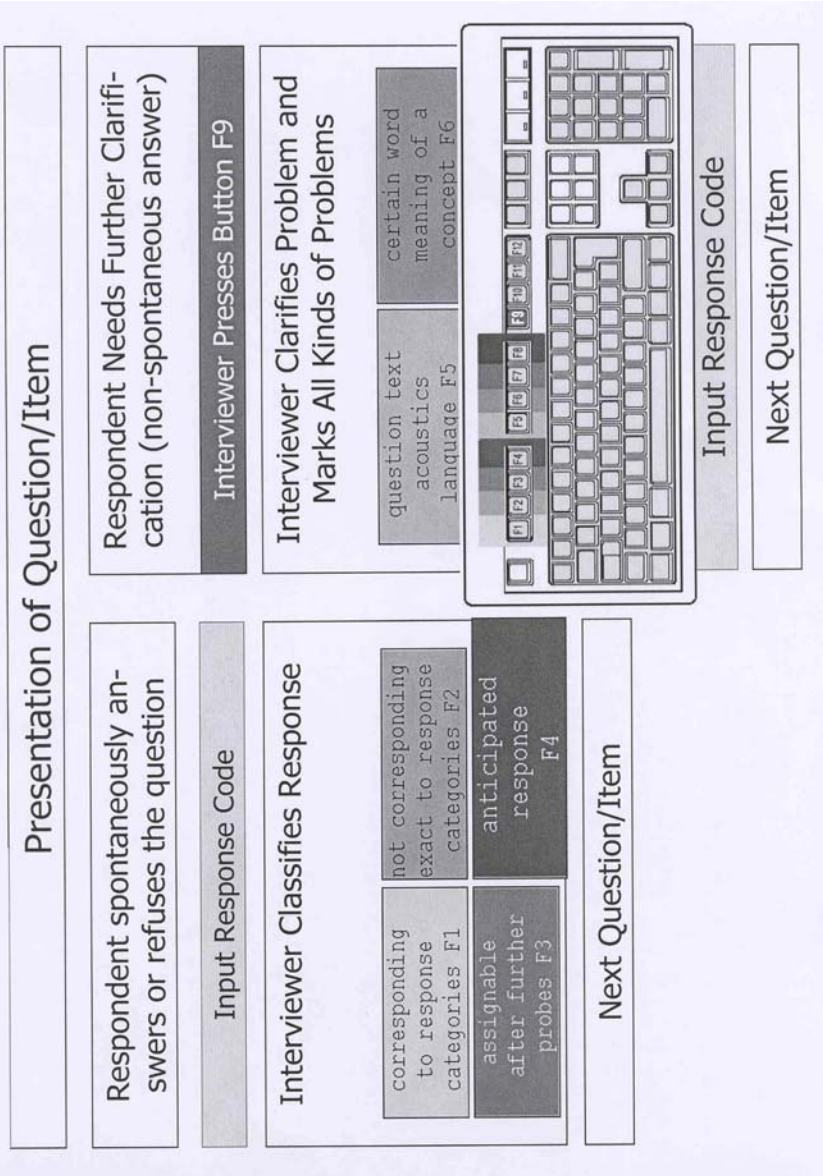 Presentation of Question/Item
Respondent spontaneously an-
swers or refuses the question
Input Response Code
Interviewer Classifies Response
corresponding
to response
categories F1
not corresponding
exact to response
categories F2
assignable
after further
probes F3
anticipated
response
F4
Next Question/Item
Respondent Needs Further Clarifi-
cation (non-spontaneous answer)
Interviewer Presses Button F9
Interviewer Clarifies Problem and
Marks All Kinds of Problems
question text
acoustics
language F5
certain word
meaning of a
concept F6
F1 F2 F3 F4 F5 F6 F7 F8 F9 F10 F11 F12
Input Response Code
Next Question/Item